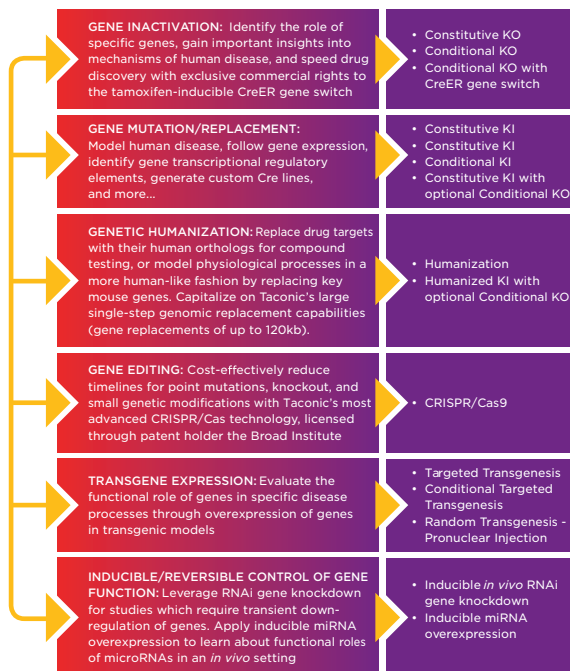 GENE INACTIVATION: Identify the role of
specific genes, gain important insights into
mechanisms of human disease, and speed drug
discovery with exclusive commercial rights to
the tamoxifen-inducible CreER gene switch
• Constitutive KO
• Conditional KO
• Conditional KO with
CreER gene switch
GENE MUTATION/REPLACEMENT:
Model human disease, follow gene expression,
identify gene transcriptional regulatory
elements, generate custom Cre lines,
and more...
• Constitutive KI
• Constitutive KI
• Conditional KI
• Constitutive KI with
optional Conditional KO
GENETIC HUMANIZATION: Replace drug targets
with their human orthologs for compound
testing, or model physiological processes in a
more human-like fashion by replacing key
mouse genes. Capitalize on Taconic's large
single-step genomic replacement capabilities
(gene replacements of up to 120kb).
• Humanization
• Humanized KI with
optional Conditional KO
GENE EDITING: Cost-effectively reduce
timelines for point mutations, knockout, and
small genetic modifications with Taconic's most
advanced CRISPR/Cas technology, licensed
through patent holder the Broad Institute
• CRISPR/Cas9
TRANSGENE EXPRESSION: Evaluate the
functional role of genes in specific disease
processes through overexpression of genes
in transgenic models
• Targeted Transgenesis
• Conditional Targeted
Transgenesis
• Random Transgenesis -
Pronuclear Injection
INDUCIBLE/REVERSIBLE CONTROL OF GENE
FUNCTION: Leverage RNAi gene knockdown
for studies which require transient down-
regulation of genes. Apply inducible miRNA
overexpression to learn about functional roles
of microRNAs in an in vivo setting
• Inducible in vivo RNAi
gene knockdown
• Inducible miRNA
overexpression